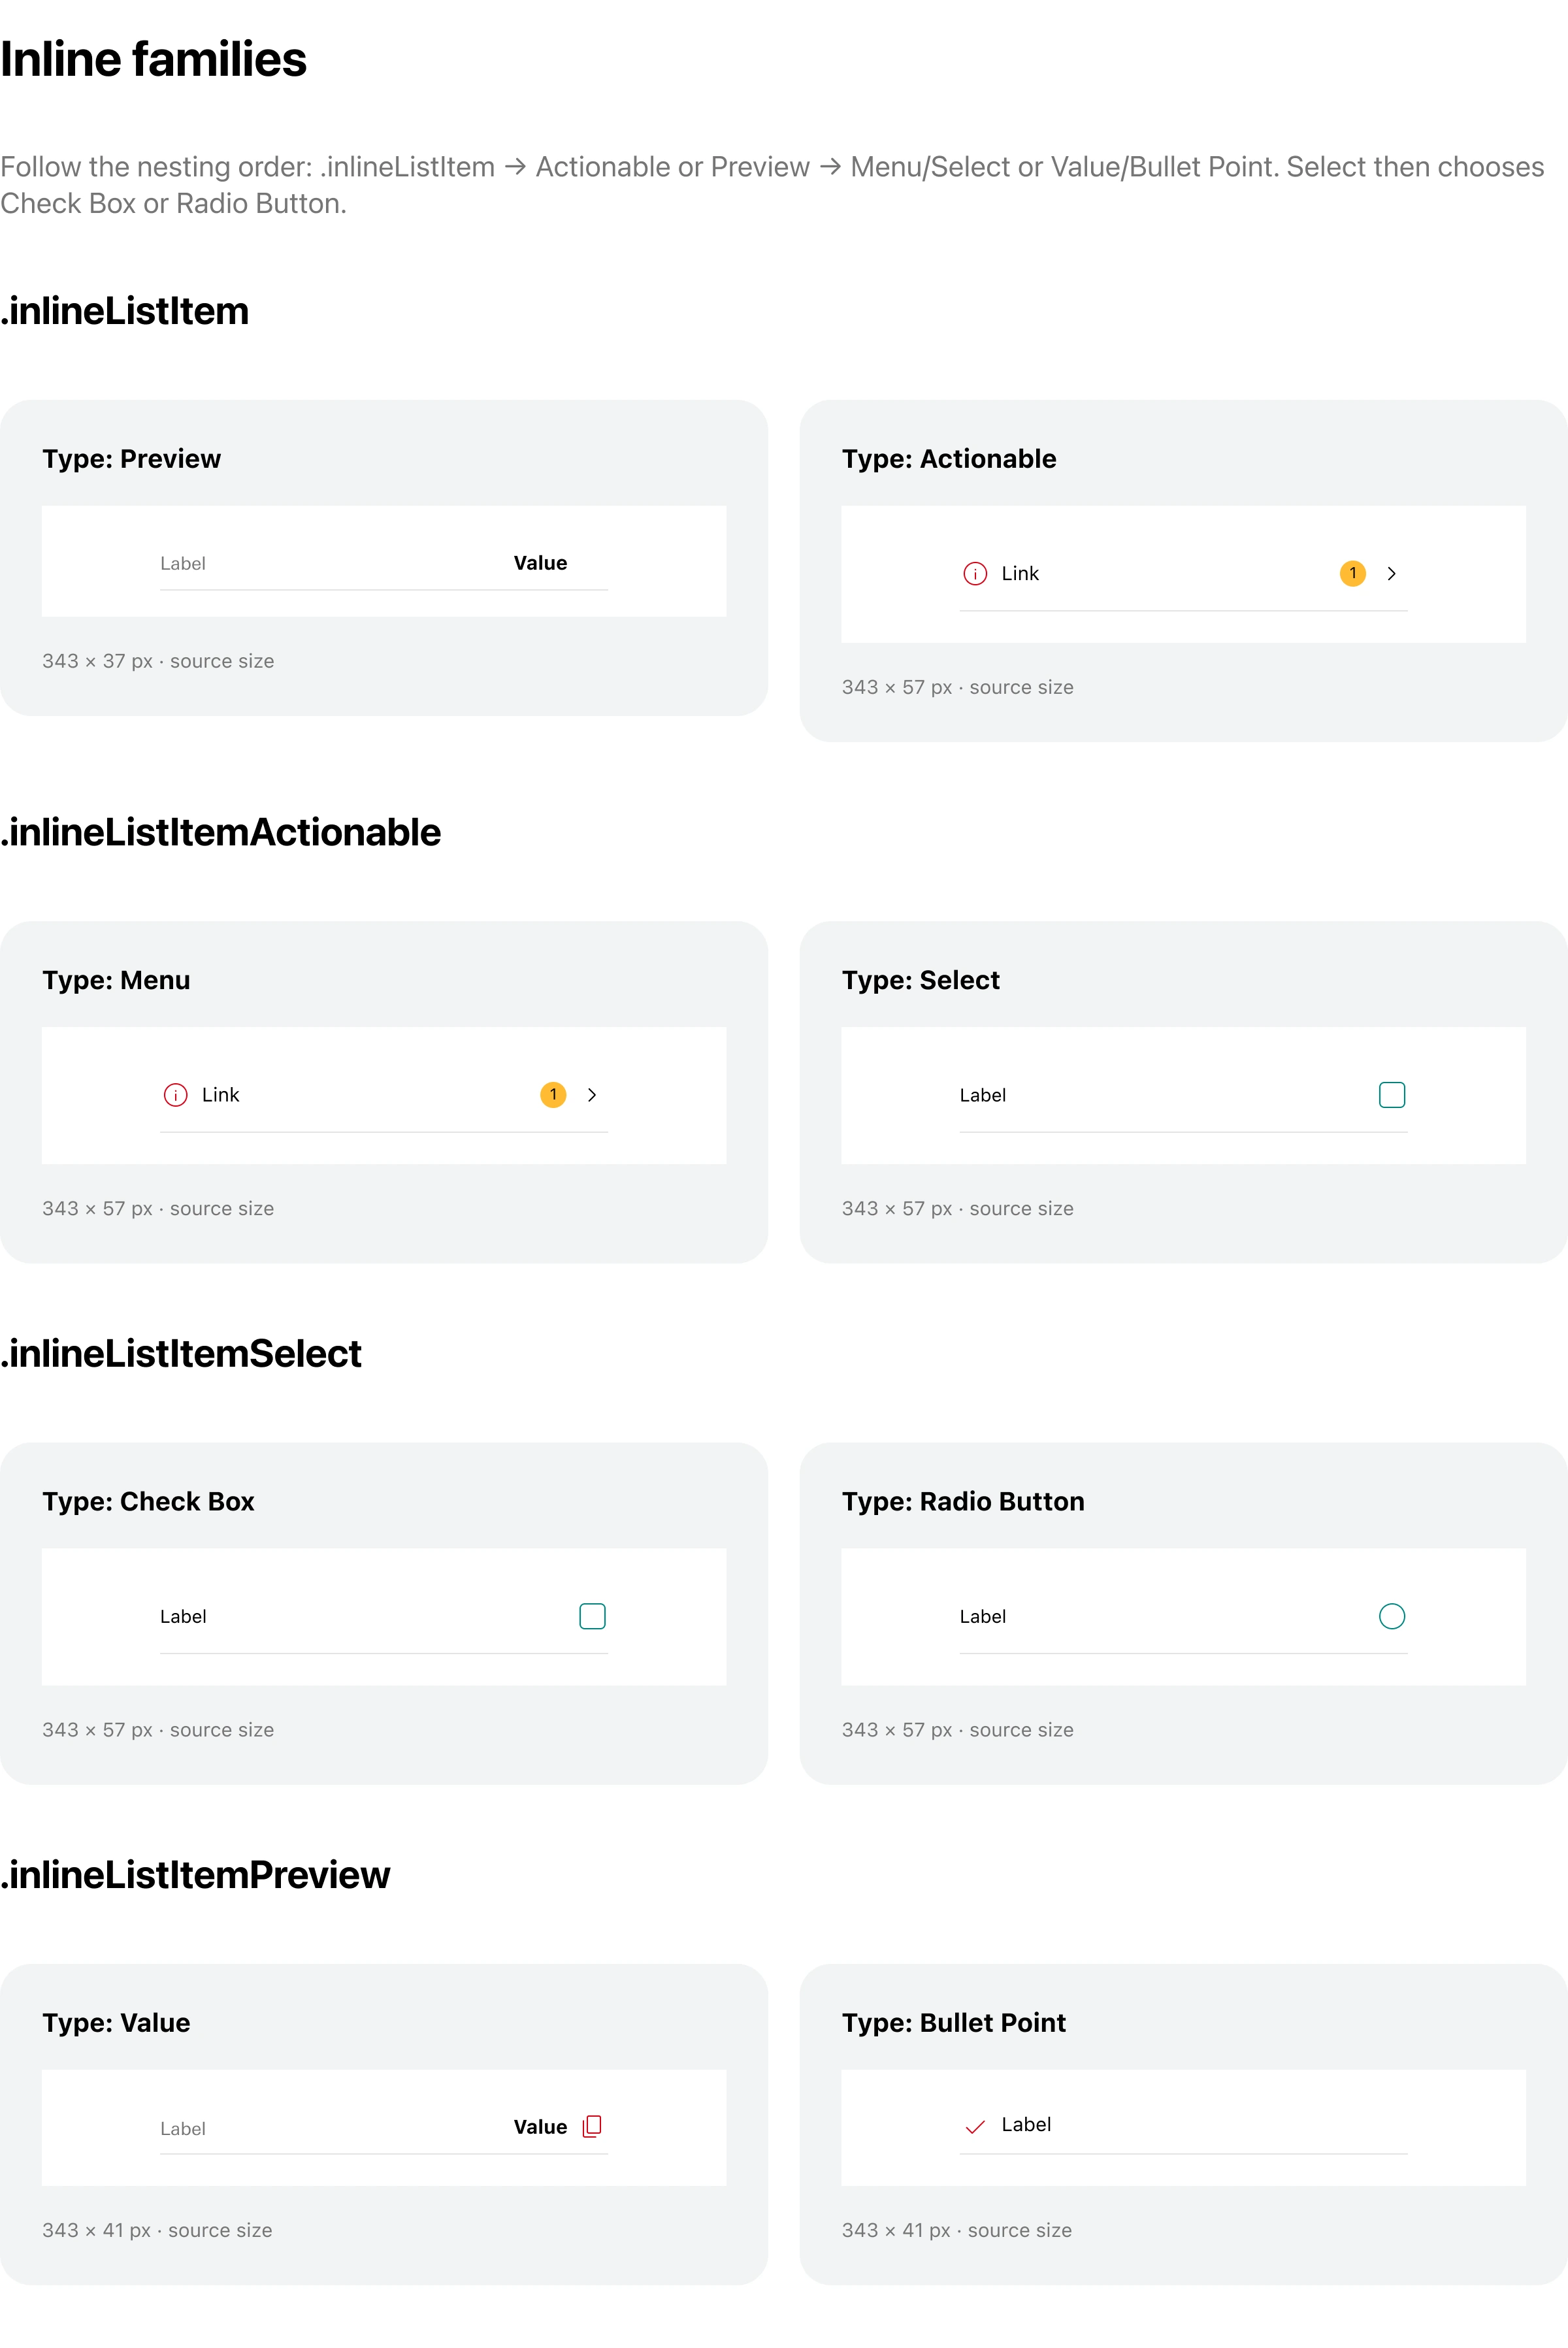 Inline families
Follow the nesting order: .inlineListItem → Actionable or Preview → Menu/Select or Value/Bullet Point. Select then chooses
Check Box or Radio Button.
.inlineListItem
Type: Preview
Label
Value
343 × 37 px · source size
Type: Actionable
Link
1
343 × 57 px · source size
.inlineListItemActionable
Type: Menu
Link
1
343 × 57 px · source size
Type: Select
Label
343 × 57 px · source size
.inlineListItemSelect
Type: Check Box
Label
343 × 57 px · source size
Type: Radio Button
Label
343 × 57 px · source size
.inlineListItemPreview
Type: Value
Label
Value
343 × 41 px · source size
Type: Bullet Point
Label
343 × 41 px · source size